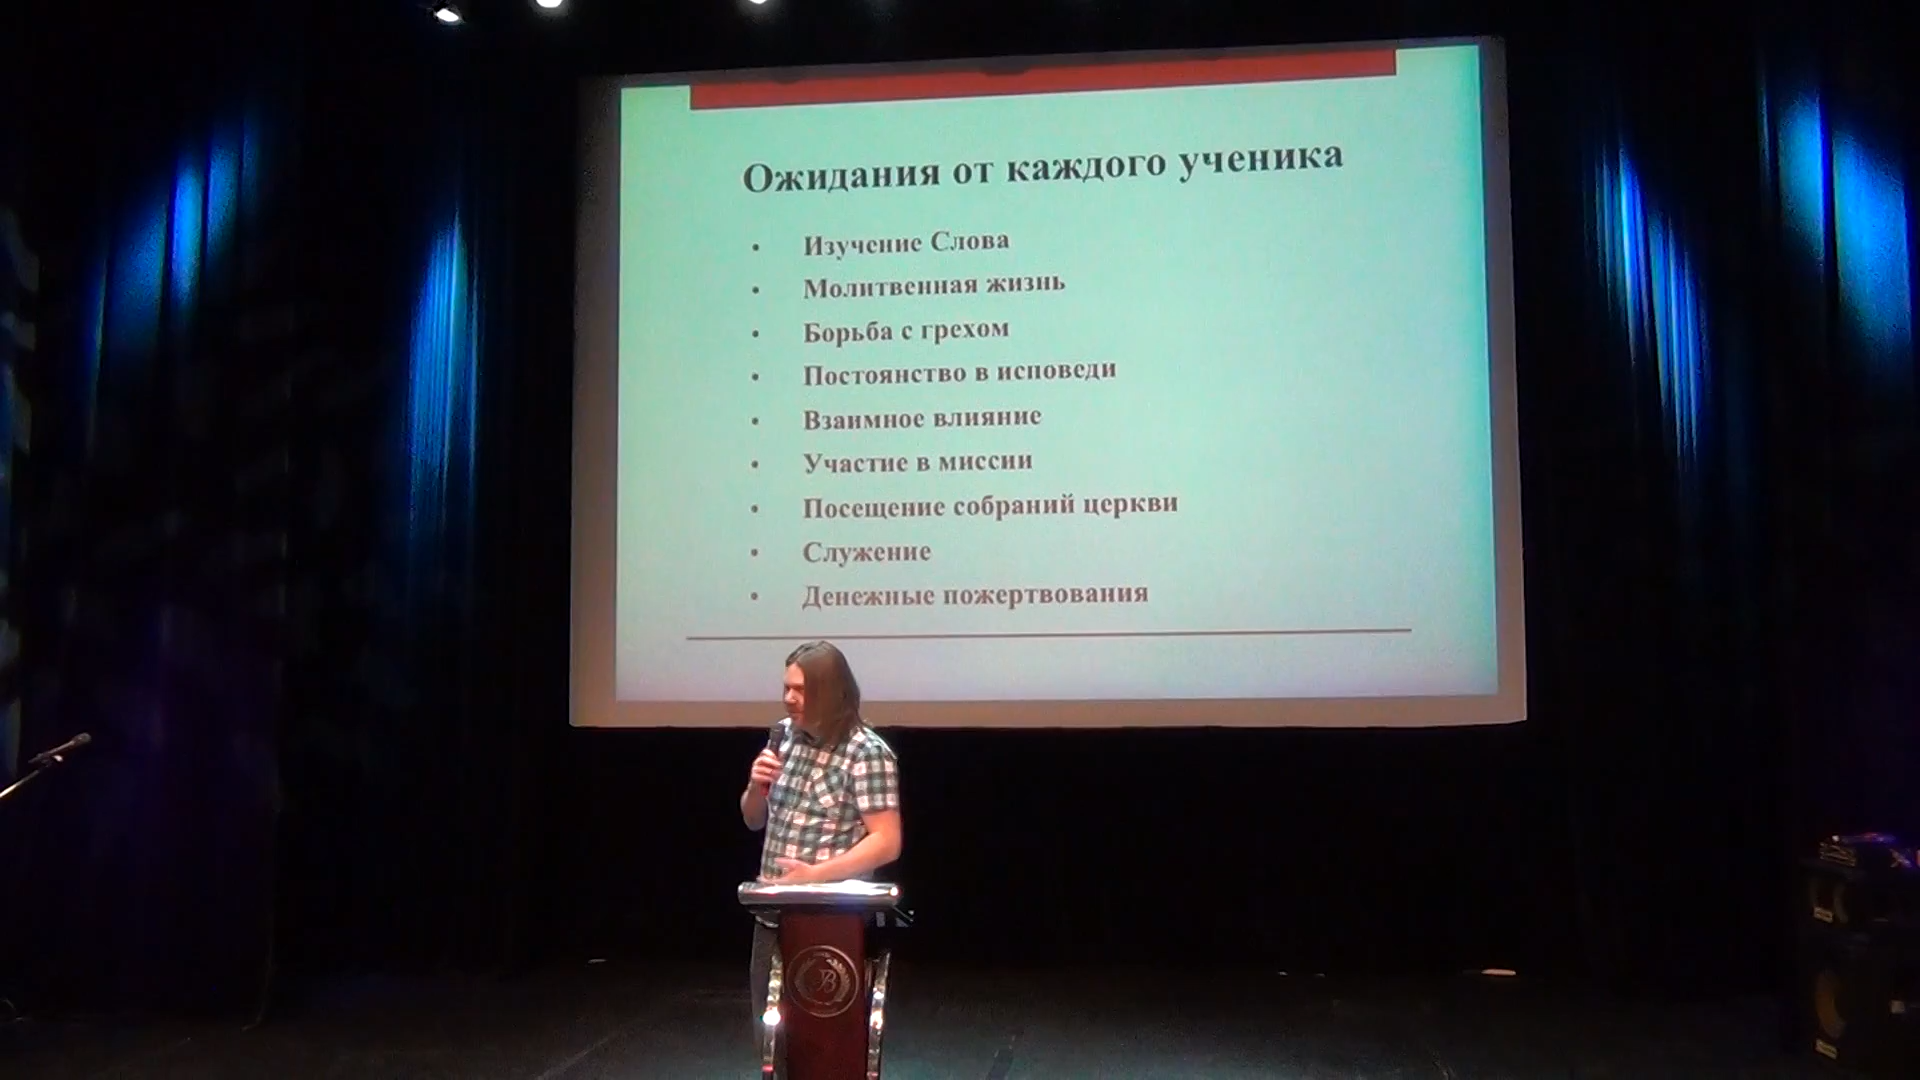 Ожидания от каждого ученика
• Изучение Слова
• Молитвенная жизнь
• Борьба с грехом
• Постоянство в исповеди
• Взаимное влияние
• Участие в миссии
• Посещение собраний церкви
• Служение
• Денежные пожертвования